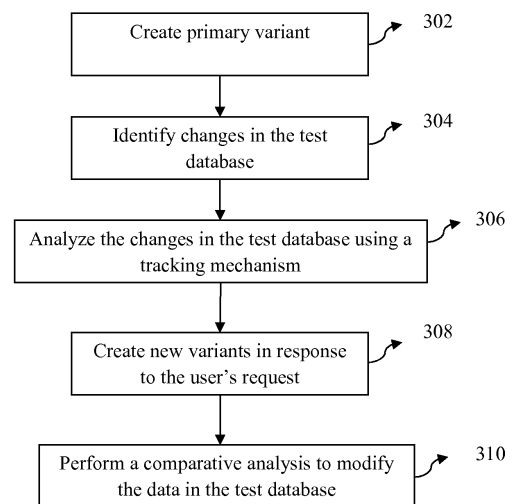 Create primary variant
302
Identify changes in the test
database
304
Analyze the changes in the test database using a
tracking mechanism
306
Create new variants in response
to the user’s request
308
Perform a comparative analysis to modify
the data in the test database
310